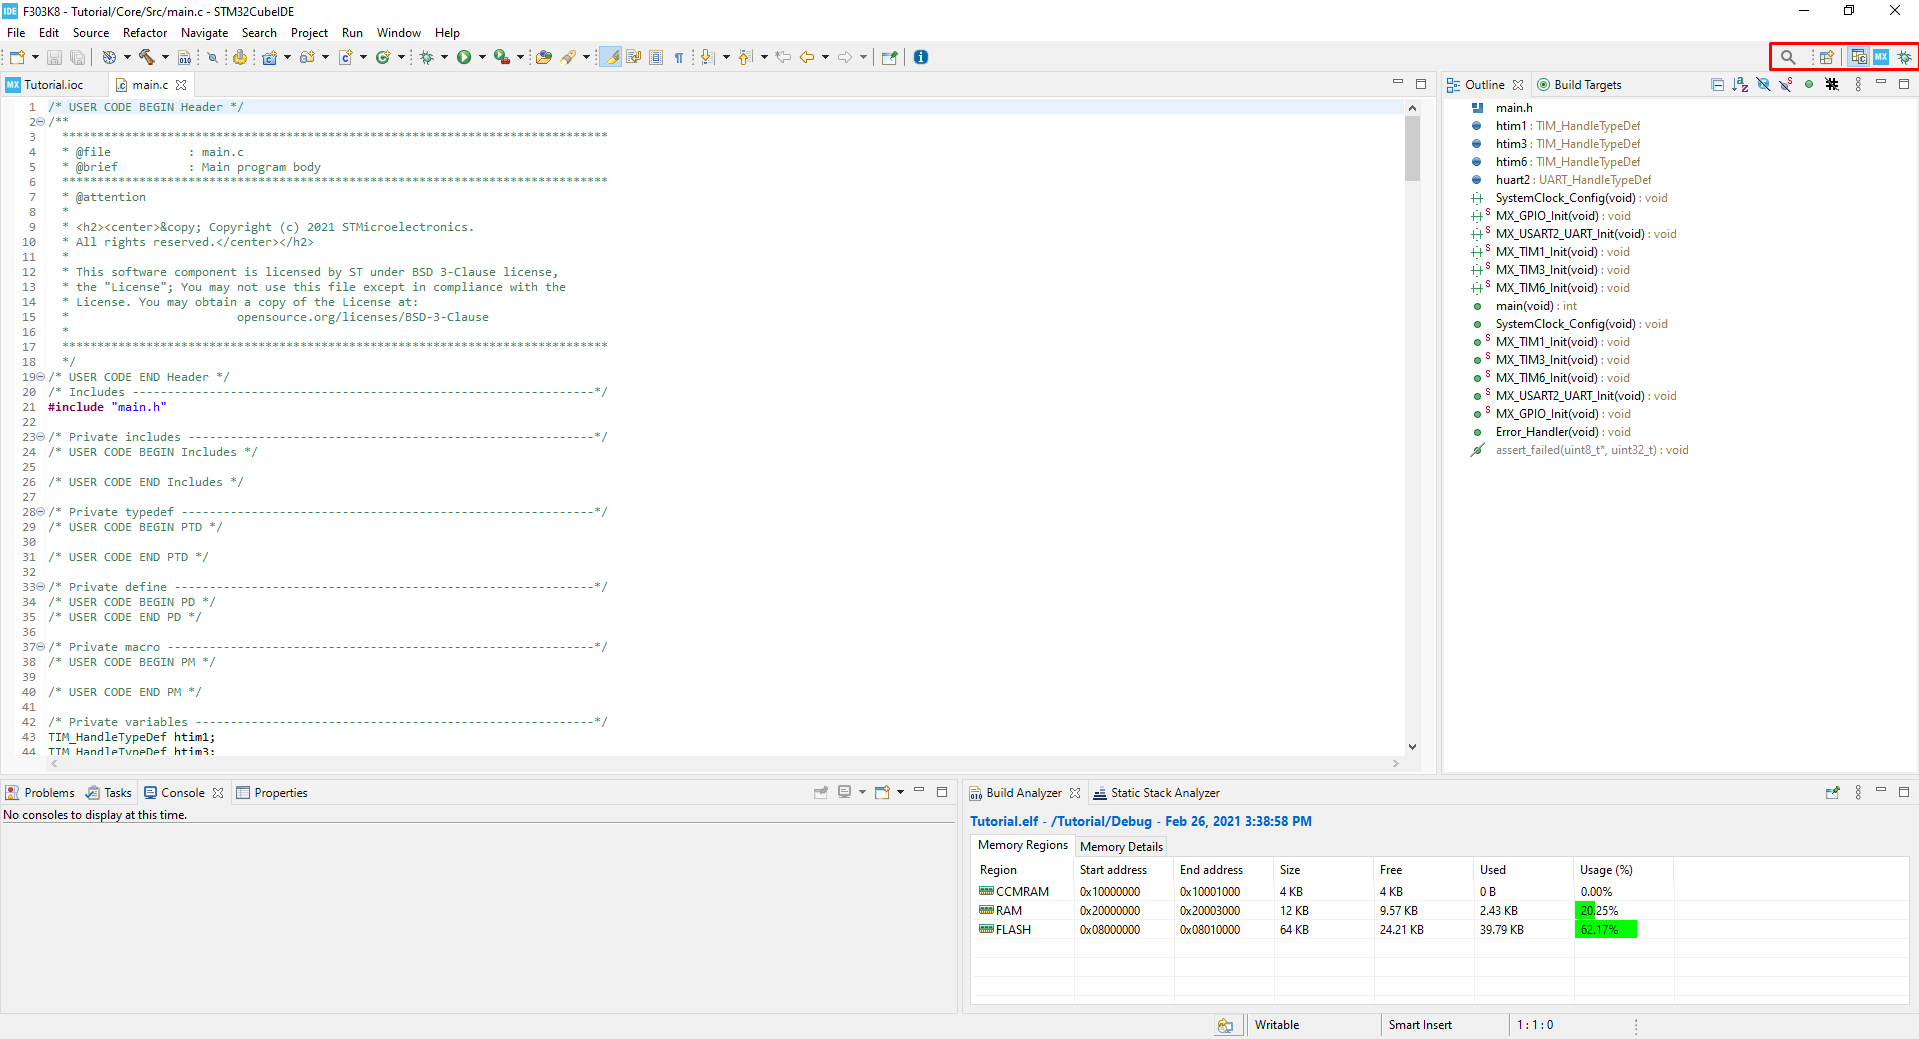 IDE F303K8 - Tutorial/Core/Src/main.c - STM32CubeIDE
File Edit Source Refactor Navigate Search Project Run Window Help
MX Tutorial.ioc main.c
1 /* USER CODE BEGIN Header */
2 /**
3 ******************************************************************************
4 * @file : main.c
5 * @brief : Main program body
6 ******************************************************************************
7 * @attention
8 *
9 * <h2><center>&copy; Copyright (c) 2021 STMicroelectronics.
10 * All rights reserved.</center></h2>
11 *
12 * This software component is licensed by ST under BSD 3-Clause license,
13 * the "License"; You may not use this file except in compliance with the
14 * License. You may obtain a copy of the License at:
15 * opensource.org/licenses/BSD-3-Clause
16 *
17 ******************************************************************************
18 */
19 /* USER CODE END Header */
20 /* Includes ------------------------------------------------------------------*/
21 #include "main.h"
22
23 /* Private includes ----------------------------------------------------------*/
24 /* USER CODE BEGIN Includes */
25
26 /* USER CODE END Includes */
27
28 /* Private typedef -----------------------------------------------------------*/
29 /* USER CODE BEGIN PTD */
30
31 /* USER CODE END PTD */
32
33 /* Private define ------------------------------------------------------------*/
34 /* USER CODE BEGIN PD */
35 /* USER CODE END PD */
36
37 /* Private macro -------------------------------------------------------------*/
38 /* USER CODE BEGIN PM */
39
40 /* USER CODE END PM */
41
42 /* Private variables ---------------------------------------------------------*/
43 TIM_HandleTypeDef htim1;
44 TIM_HandleTypeDef htim3;
MX
Outline Build Targets
main.h
htim1 : TIM_HandleTypeDef
htim3 : TIM_HandleTypeDef
htim6 : TIM_HandleTypeDef
huart2 : UART_HandleTypeDef
SystemClock_Config(void) : void
S MX_GPIO_Init(void) : void
S MX_USART2_UART_Init(void) : void
S MX_TIM1_Init(void) : void
S MX_TIM3_Init(void) : void
S MX_TIM6_Init(void) : void
main(void) : int
SystemClock_Config(void) : void
S MX_TIM1_Init(void) : void
S MX_TIM3_Init(void) : void
S MX_TIM6_Init(void) : void
S MX_USART2_UART_Init(void) : void
S MX_GPIO_Init(void) : void
Error_Handler(void) : void
assert_failed(uint8_t*, uint32_t) : void
Problems Tasks Console Properties
No consoles to display at this time.
Build Analyzer Static Stack Analyzer
Tutorial.elf - /Tutorial/Debug - Feb 26, 2021 3:38:58 PM
Memory Regions Memory Details
Region Start address End address Size Free Used Usage (%)
CCMRAM 0x10000000 0x10001000 4 KB 4 KB 0 B 0.00%
RAM 0x20000000 0x20003000 12 KB 9.57 KB 2.43 KB 20.25%
FLASH 0x08000000 0x08010000 64 KB 24.21 KB 39.79 KB 62.17%
Writable Smart Insert 1 : 1 : 0